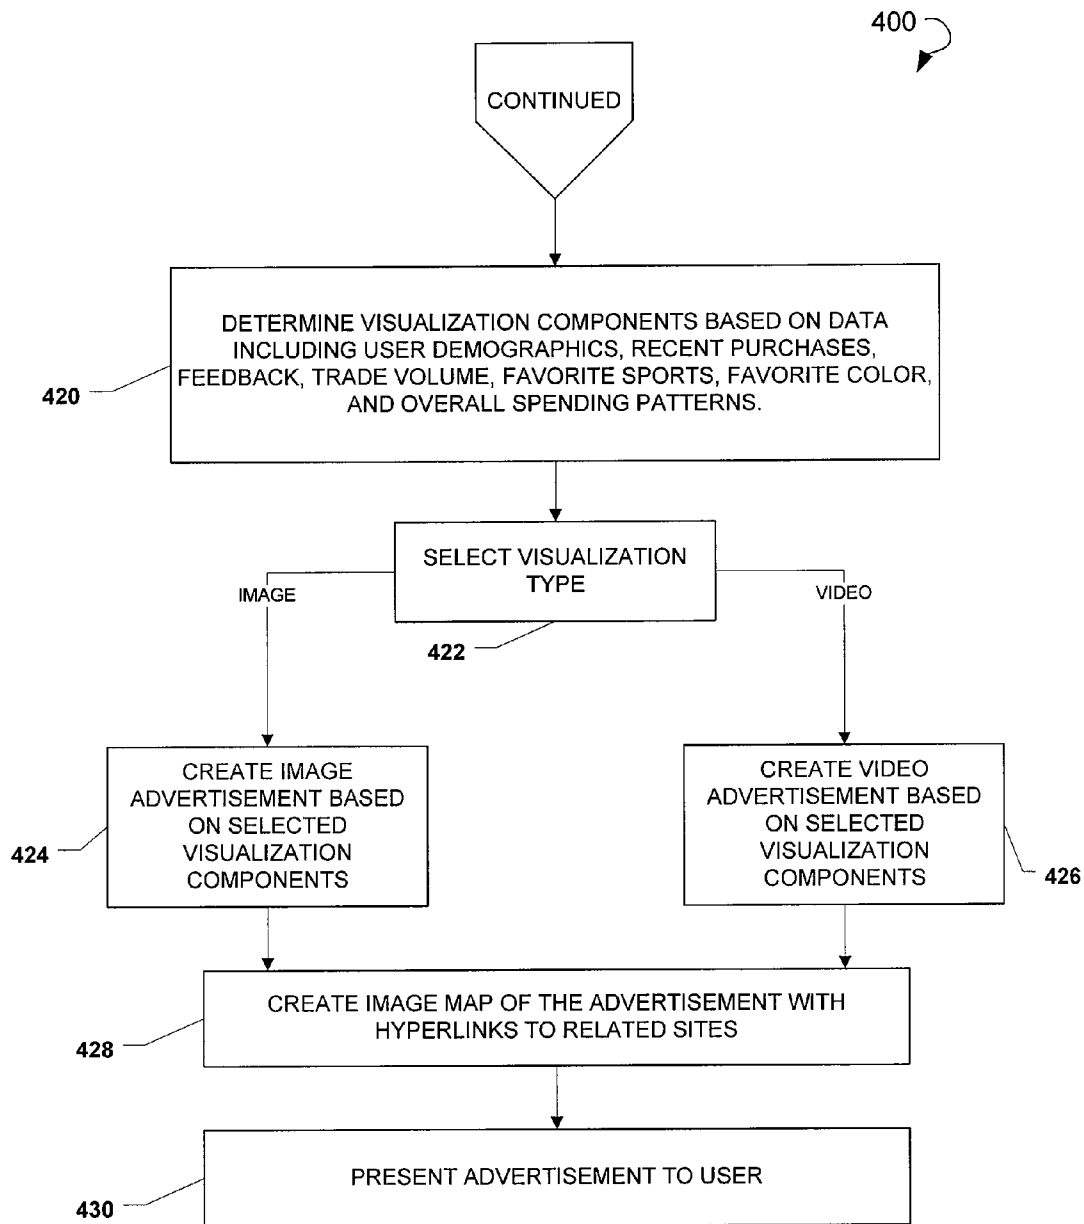 400
CONTINUED
DETERMINE VISUALIZATION COMPONENTS BASED ON DATA
INCLUDING USER DEMOGRAPHICS, RECENT PURCHASES,
FEEDBACK, TRADE VOLUME, FAVORITE SPORTS, FAVORITE COLOR,
AND OVERALL SPENDING PATTERNS.
420
SELECT VISUALIZATION
TYPE
IMAGE
VIDEO
422
CREATE IMAGE
ADVERTISEMENT BASED
ON SELECTED
VISUALIZATION
COMPONENTS
424
CREATE VIDEO
ADVERTISEMENT BASED
ON SELECTED
VISUALIZATION
COMPONENTS
426
CREATE IMAGE MAP OF THE ADVERTISEMENT WITH
HYPERLINKS TO RELATED SITES
428
PRESENT ADVERTISEMENT TO USER
430